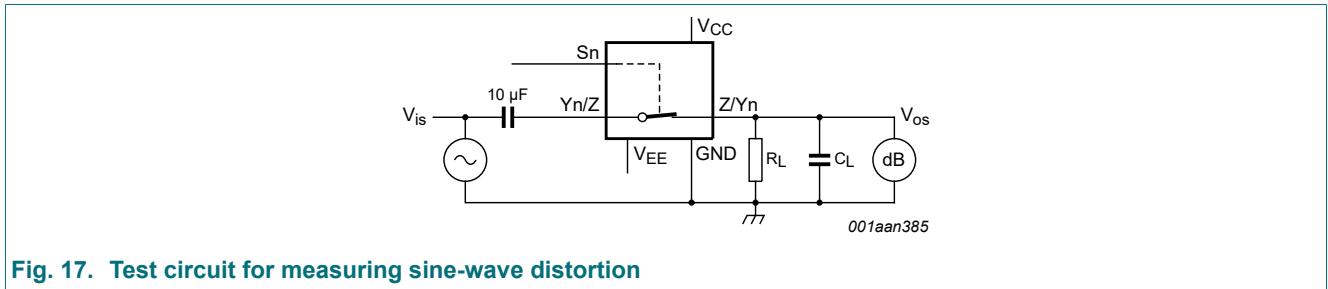 VCC
Sn
10 µF
Yn/Z
Z/Yn
Vis
Vos
VEE
GND
RL
CL
dB
001aan385
Fig. 17. Test circuit for measuring sine-wave distortion